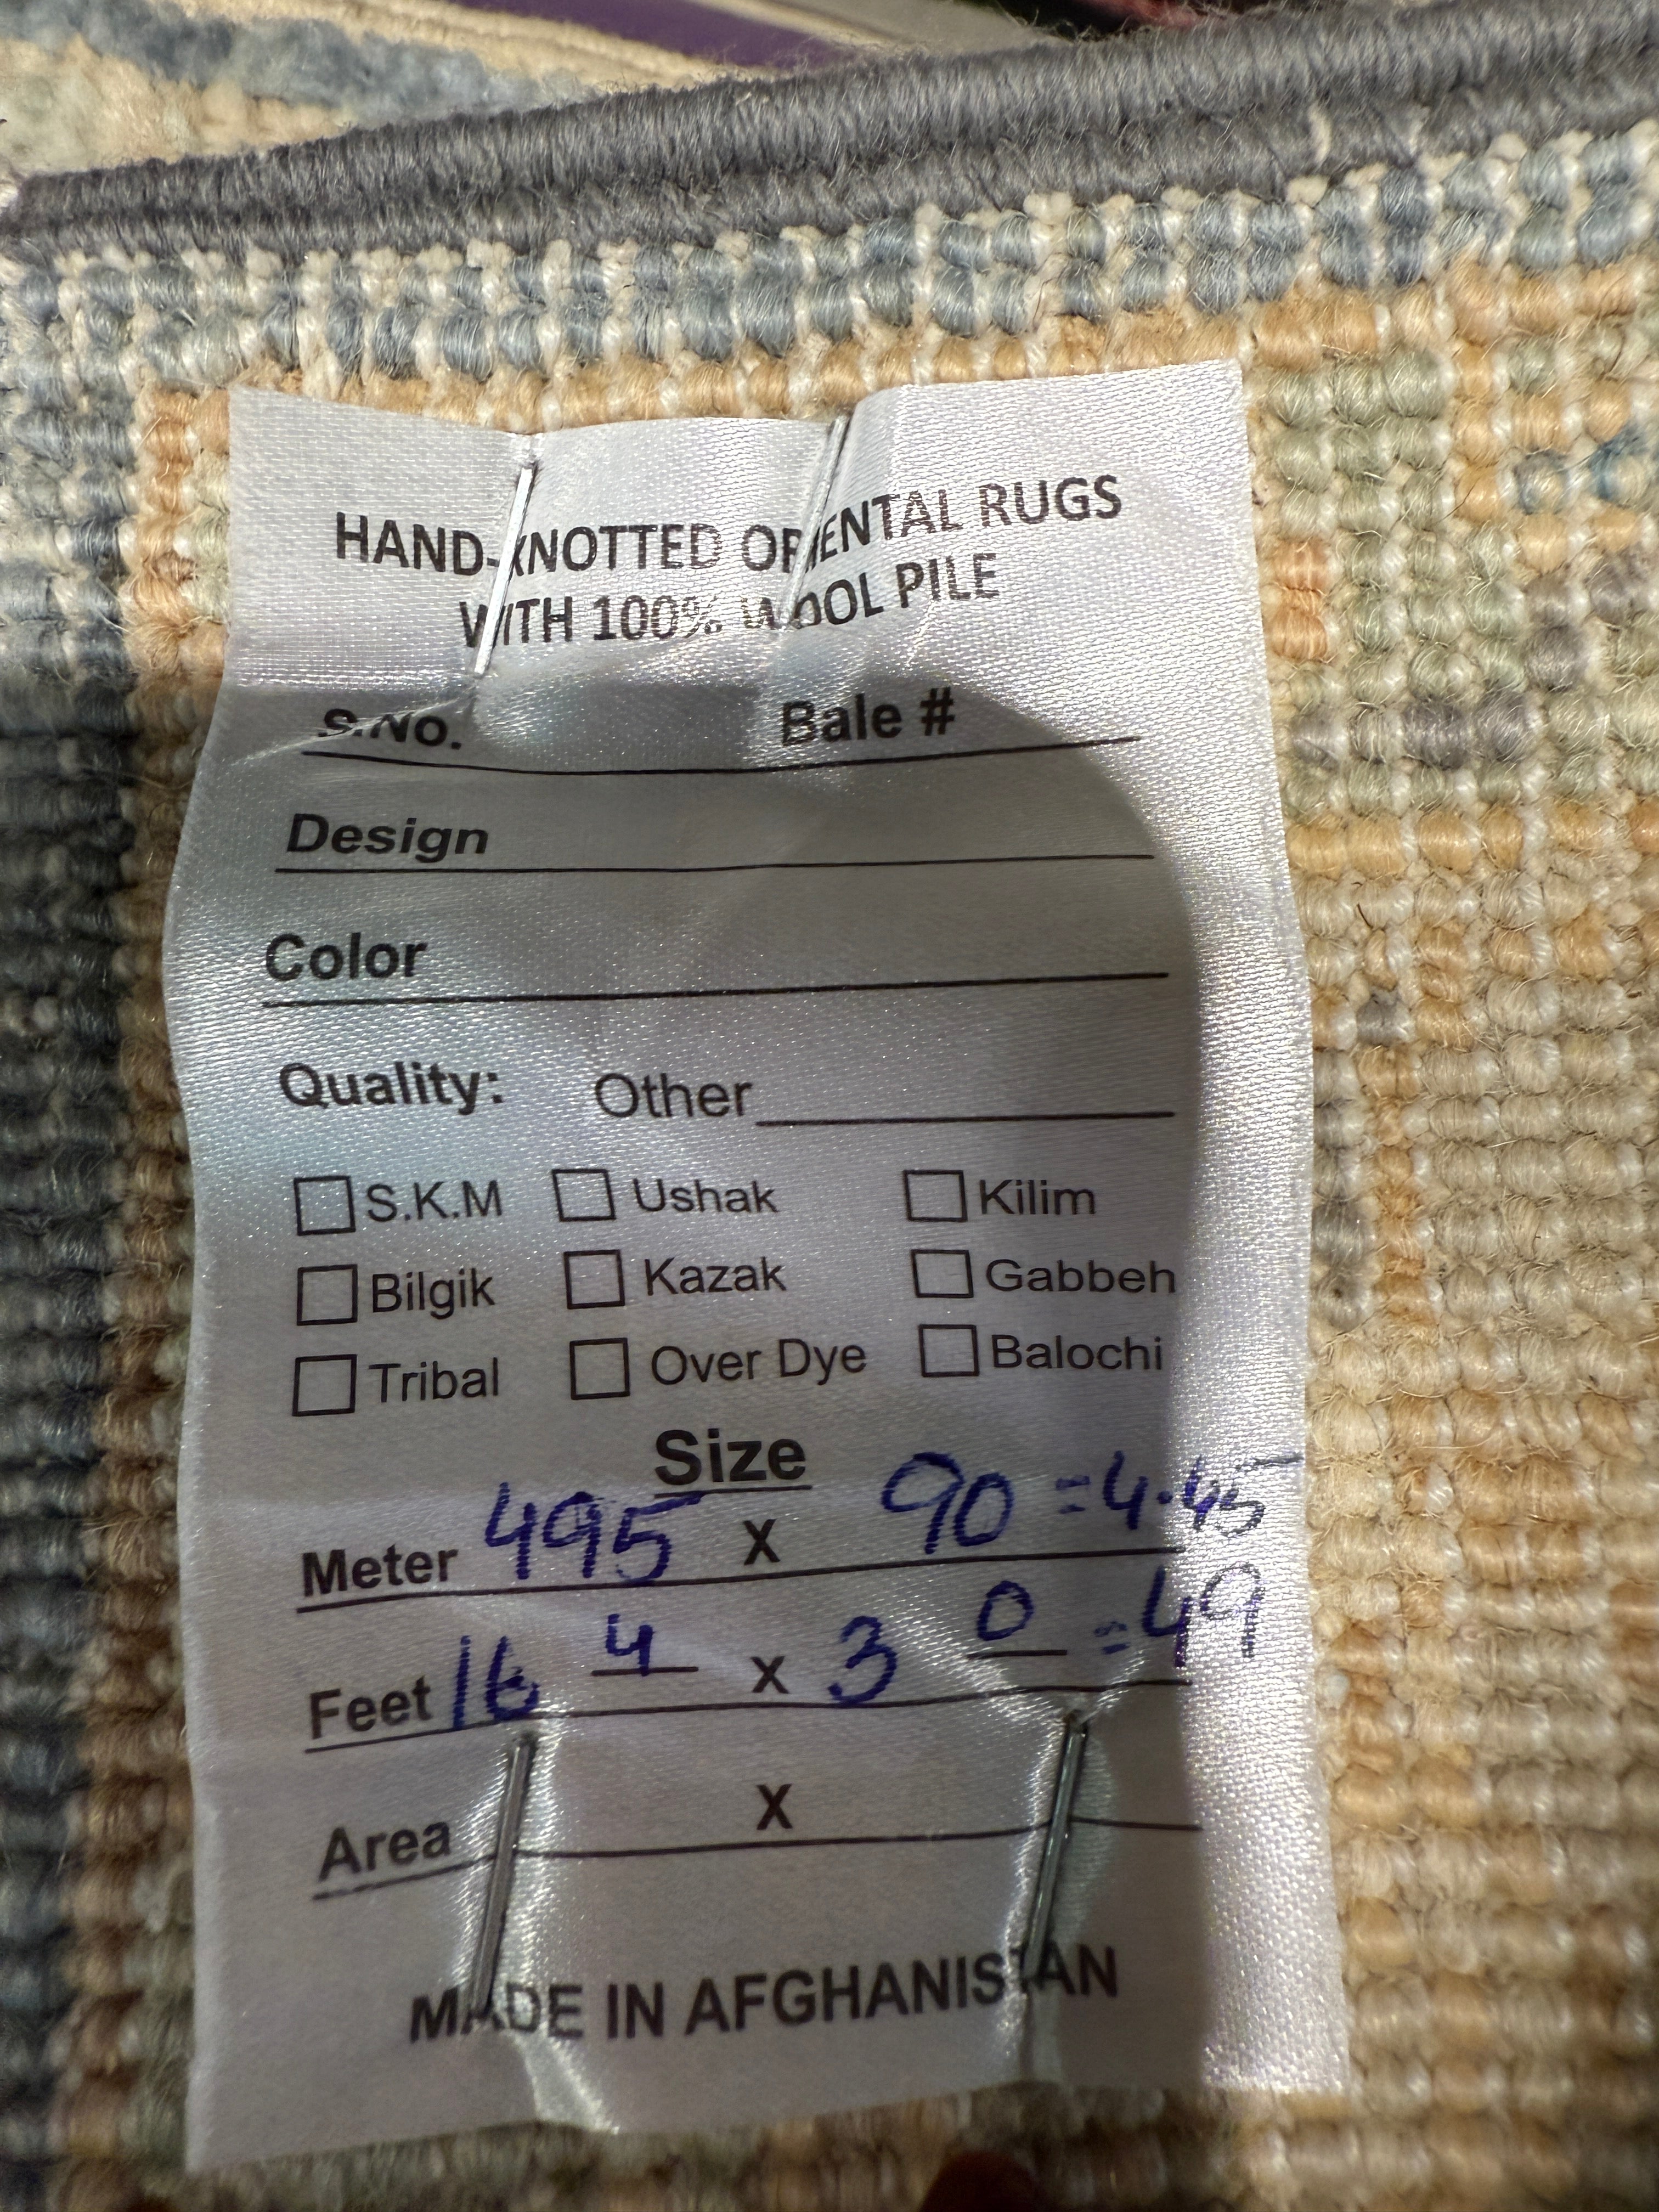 HAND-KNOTTED ORIENTAL RUGS
WITH 100% WOOL PILE
S.No. Bale #
Design
Color
Quality: Other
S.K.M Ushak Kilim
Bilgik Kazak Gabbeh
Tribal Over Dye Balochi
Size
Meter 495 X 90 = 4.45
Feet 16 4 X 3 0 = 49
Area X
MADE IN AFGHANISTAN